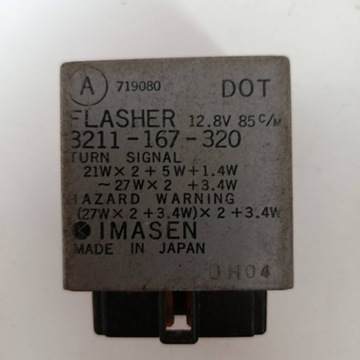 A 719080 DOT
FLASHER 12.8V 85c/m
3211-167-320
TURN SIGNAL
21W×2+5W+1.4W
~27W×2 +3.4W
HAZARD WARNING
(27W×2+3.4W)×2+3.4W
IMASEN
MADE IN JAPAN
0H04